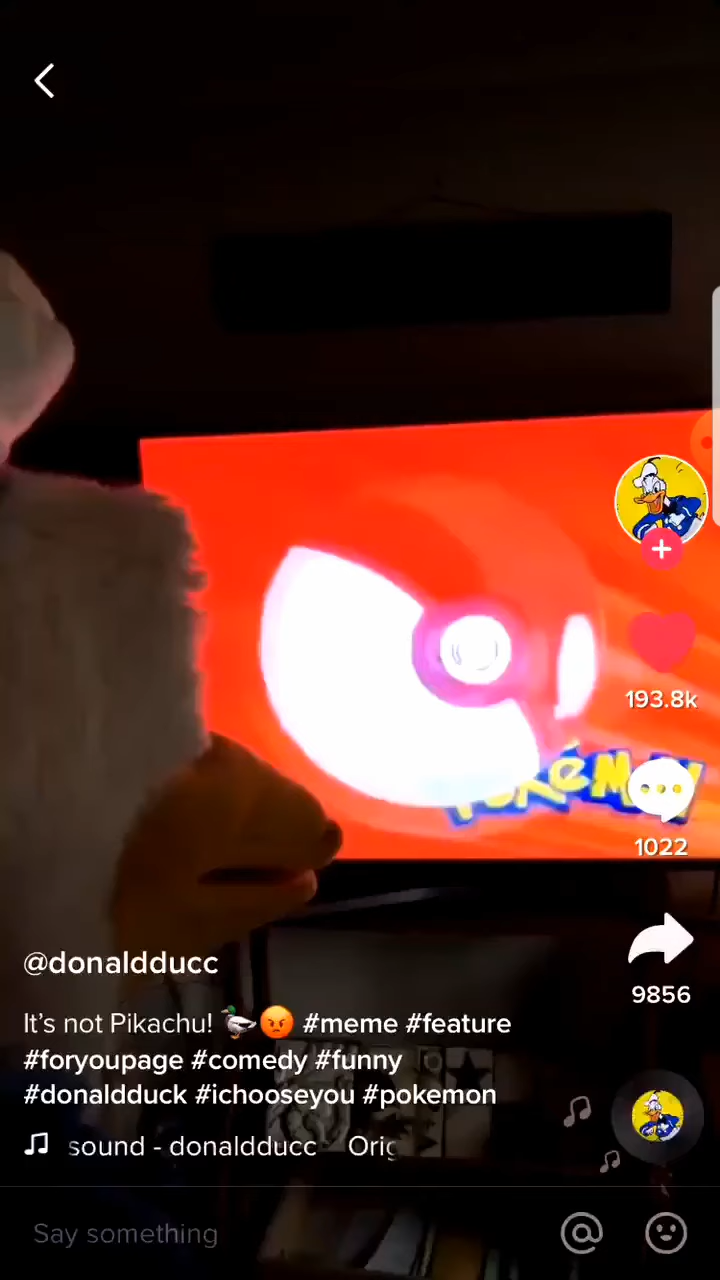 POKéMON
193.8k
1022
9856
@donaldducc
It’s not Pikachu! 🦆😡 #meme #feature
#foryoupage #comedy #funny
#donaldduck #ichooseyou #pokemon
sound - donaldducc Orig
Say something